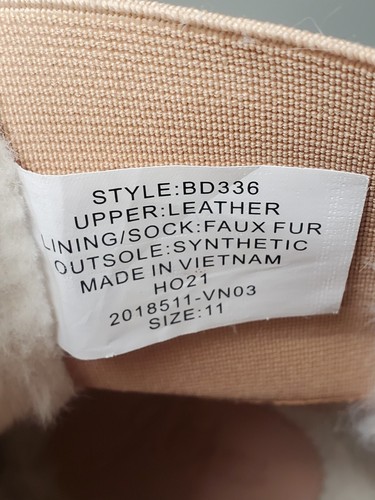 STYLE:BD336
UPPER:LEATHER
LINING/SOCK:FAUX FUR
OUTSOLE:SYNTHETIC
MADE IN VIETNAM
HO21
2018511-VN03
SIZE:11